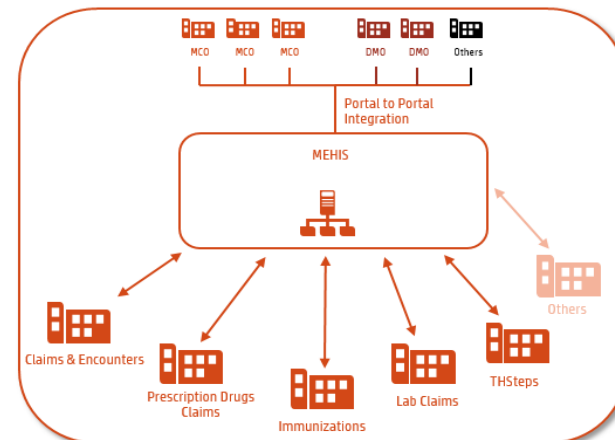 MCO MCO MCO DMO DMO Others
Portal to Portal
Integration
MEHIS
Others
Claims & Encounters
THSteps
Prescription Drugs
Claims
Lab Claims
Immunizations